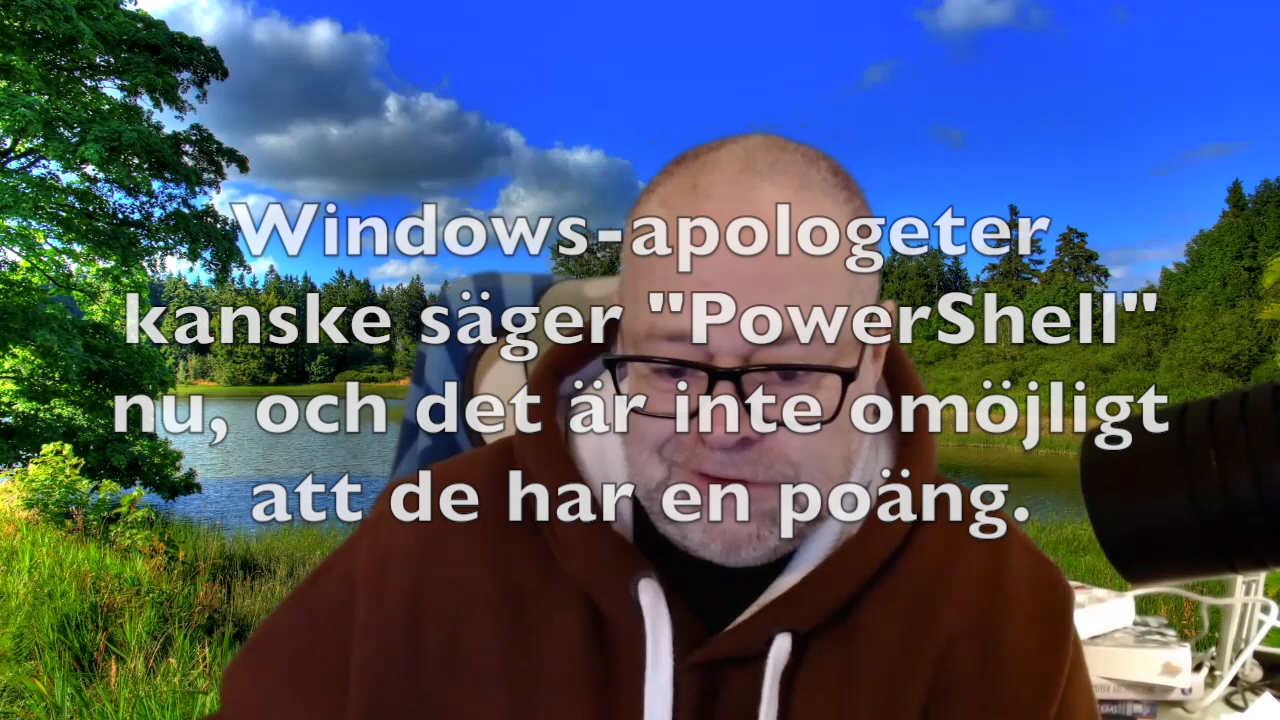 Windows-apologeter
kanske säger "PowerShell"
nu, och det är inte omöjligt
att de har en poäng.